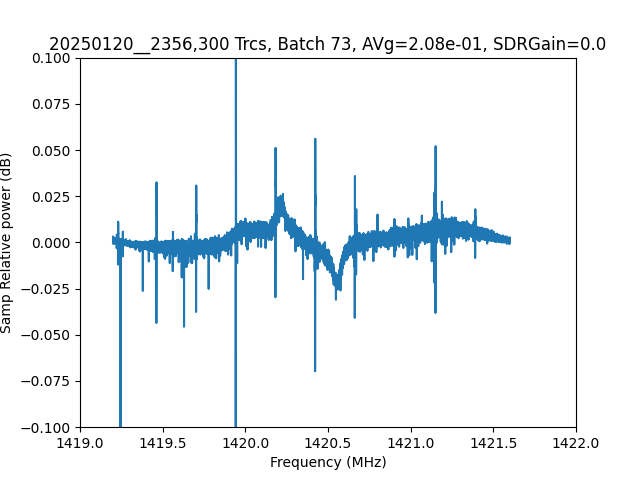 20250120__2356,300 Trcs, Batch 73, AVg=2.08e-01, SDRGain=0.0
Samp Relative power (dB)
0.100
0.075
0.050
0.025
0.000
−0.025
−0.050
−0.075
−0.100
1419.0 1419.5 1420.0 1420.5 1421.0 1421.5 1422.0
Frequency (MHz)